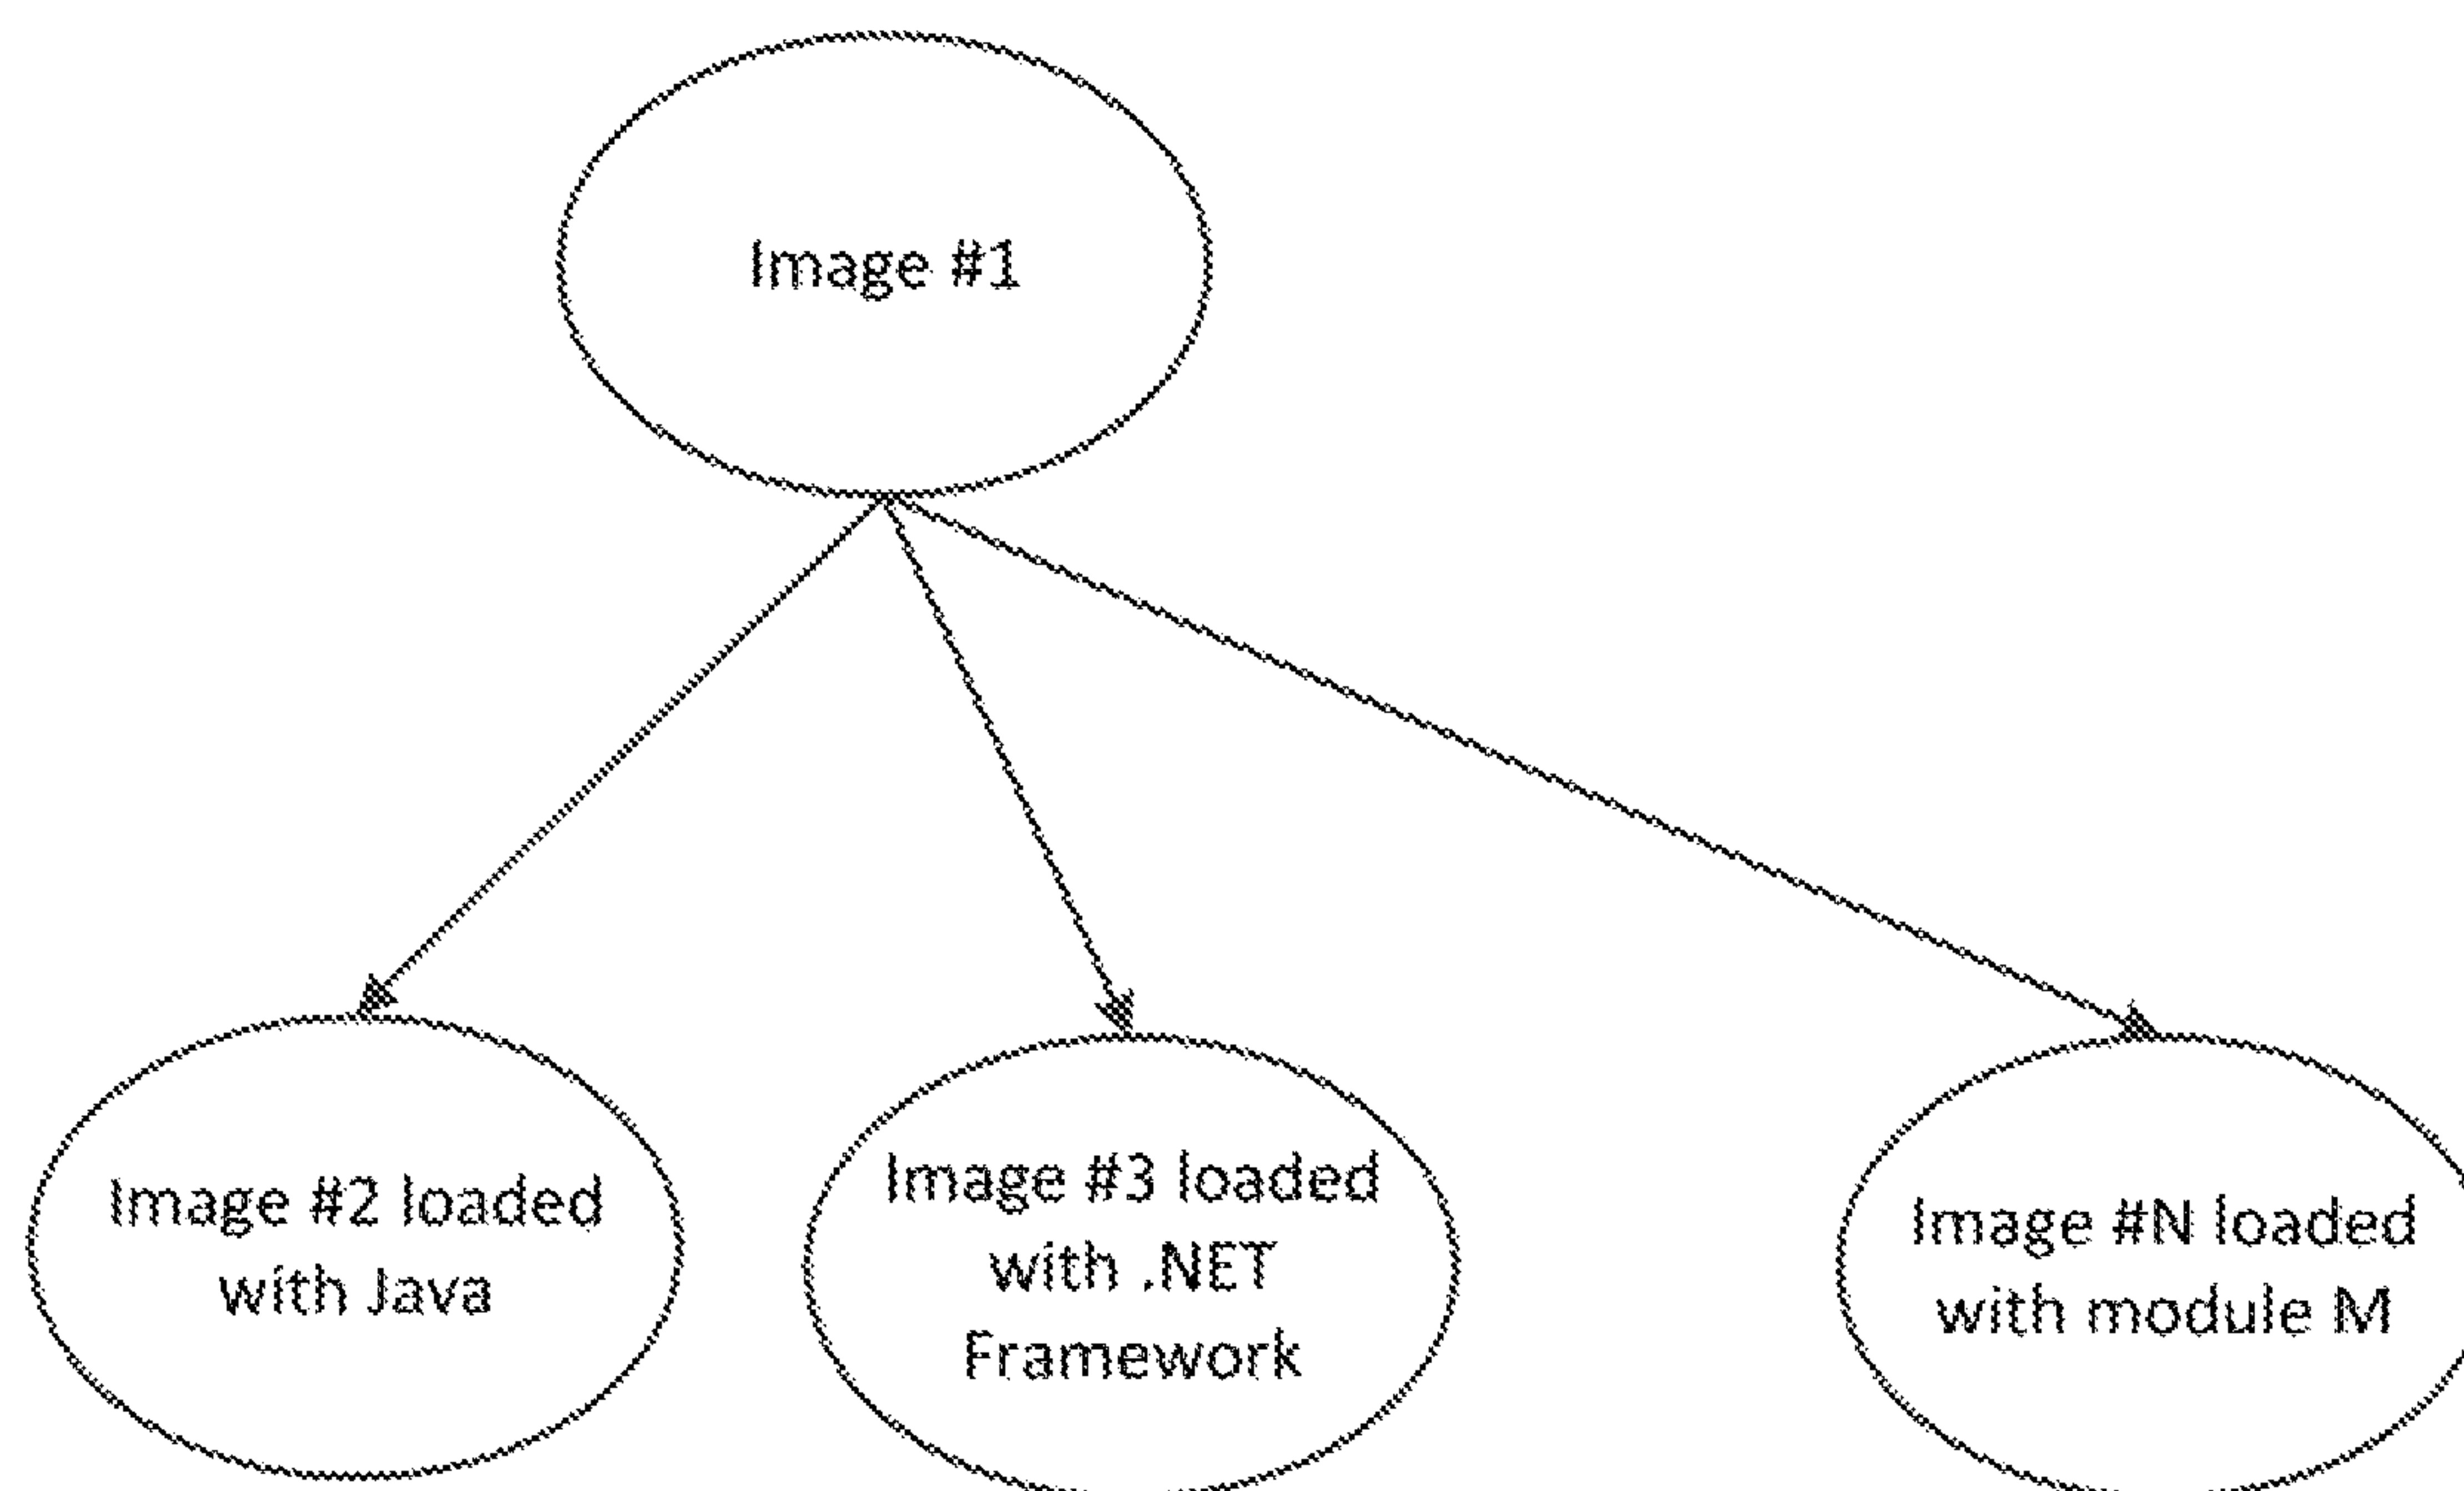 Image #1
Image #2 loaded
with Java
Image #3 loaded
with .NET
Framework
Image #N loaded
with module M